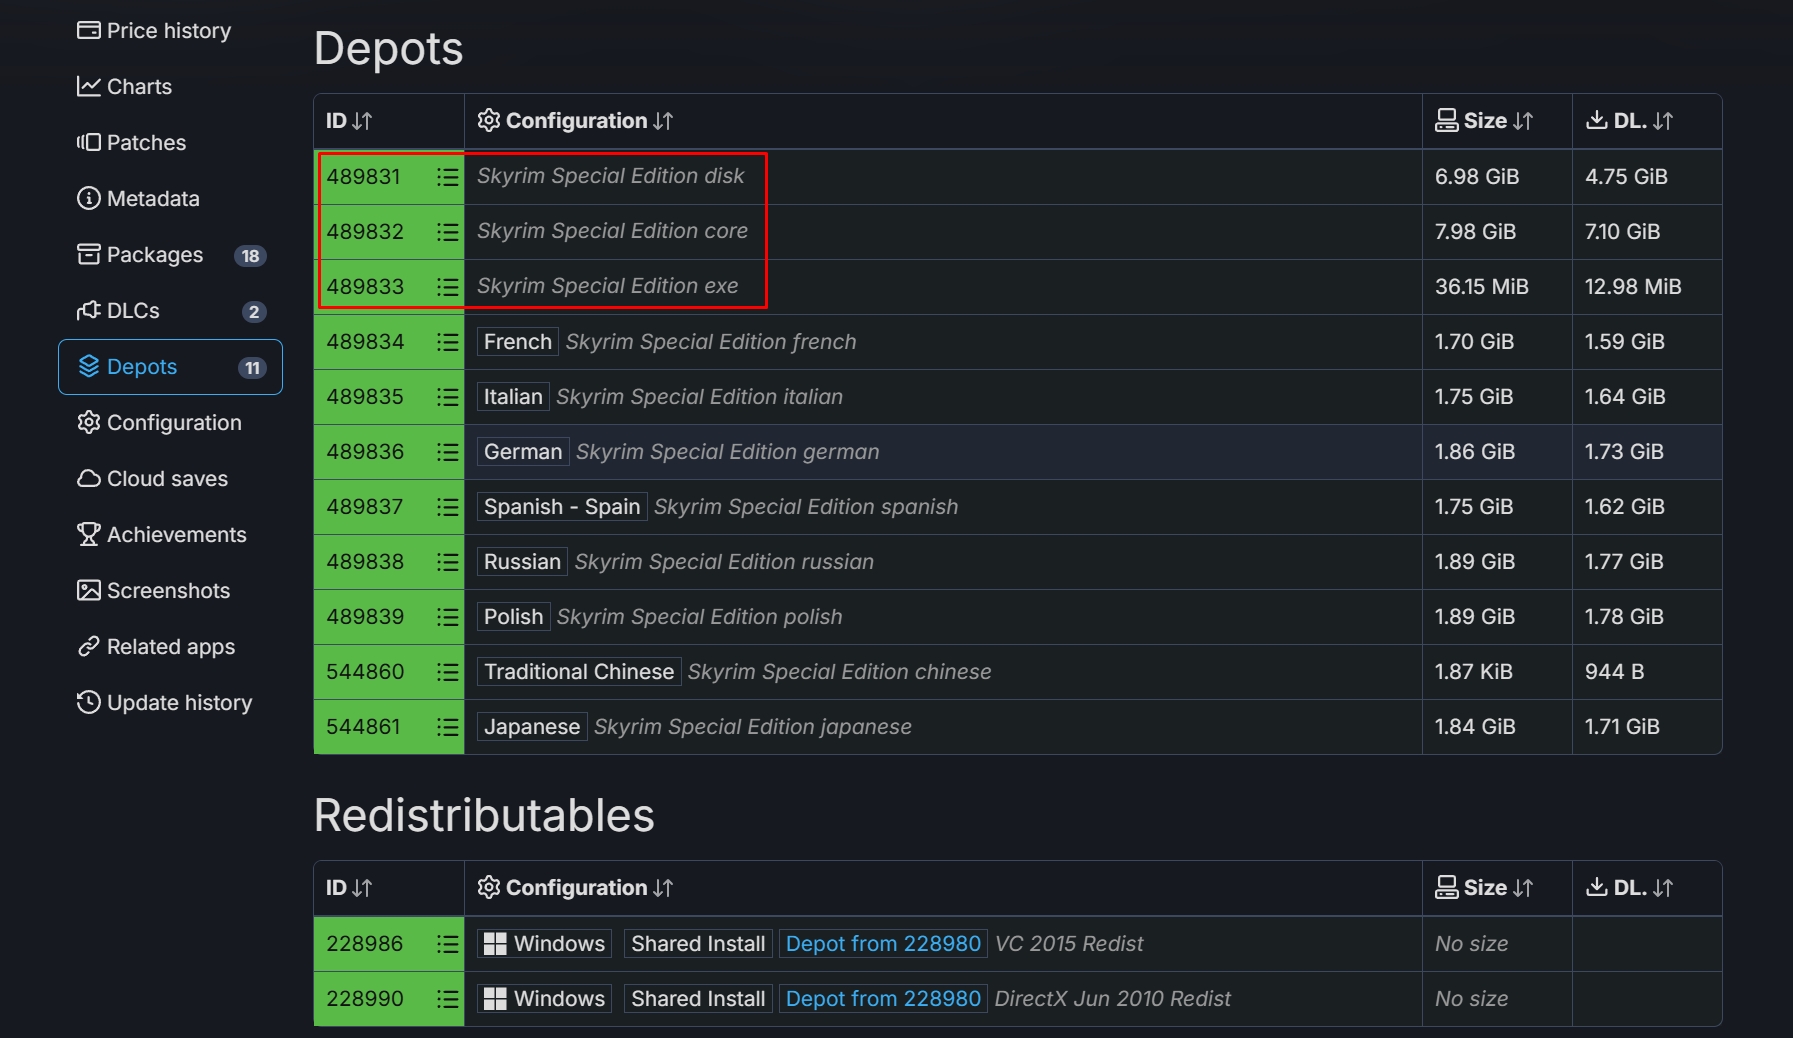 Price history
Charts
Patches
Metadata
Packages 18
DLCs 2
Depots 11
Configuration
Cloud saves
Achievements
Screenshots
Related apps
Update history
Depots
ID Configuration Size DL.
489831 Skyrim Special Edition disk 6.98 GiB 4.75 GiB
489832 Skyrim Special Edition core 7.98 GiB 7.10 GiB
489833 Skyrim Special Edition exe 36.15 MiB 12.98 MiB
489834 French Skyrim Special Edition french 1.70 GiB 1.59 GiB
489835 Italian Skyrim Special Edition italian 1.75 GiB 1.64 GiB
489836 German Skyrim Special Edition german 1.86 GiB 1.73 GiB
489837 Spanish - Spain Skyrim Special Edition spanish 1.75 GiB 1.62 GiB
489838 Russian Skyrim Special Edition russian 1.89 GiB 1.77 GiB
489839 Polish Skyrim Special Edition polish 1.89 GiB 1.78 GiB
544860 Traditional Chinese Skyrim Special Edition chinese 1.87 KiB 944 B
544861 Japanese Skyrim Special Edition japanese 1.84 GiB 1.71 GiB
Redistributables
ID Configuration Size DL.
228986 Windows Shared Install Depot from 228980 VC 2015 Redist No size
228990 Windows Shared Install Depot from 228980 DirectX Jun 2010 Redist No size